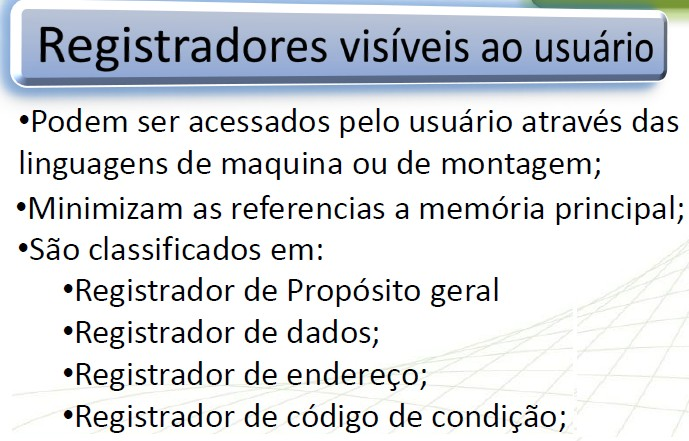 Registradores visíveis ao usuário
•Podem ser acessados pelo usuário através das
linguagens de maquina ou de montagem;
•Minimizam as referencias a memória principal;
•São classificados em:
•Registrador de Propósito geral
•Registrador de dados;
•Registrador de endereço;
•Registrador de código de condição;